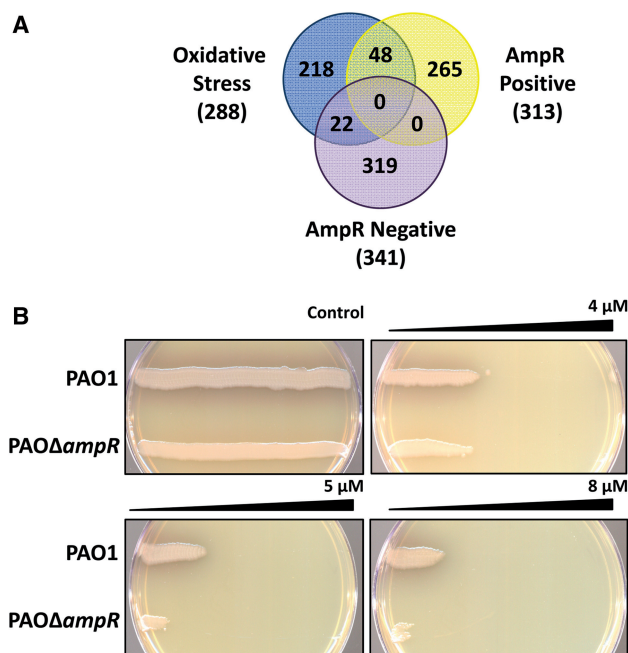 A
Oxidative
Stress
(288)
218
48
265
0
22
0
319
AmpR
Positive
(313)
AmpR Negative
(341)
B
Control
4 μM
PAO1
PAOΔampR
5 μM
8 μM
PAO1
PAOΔampR